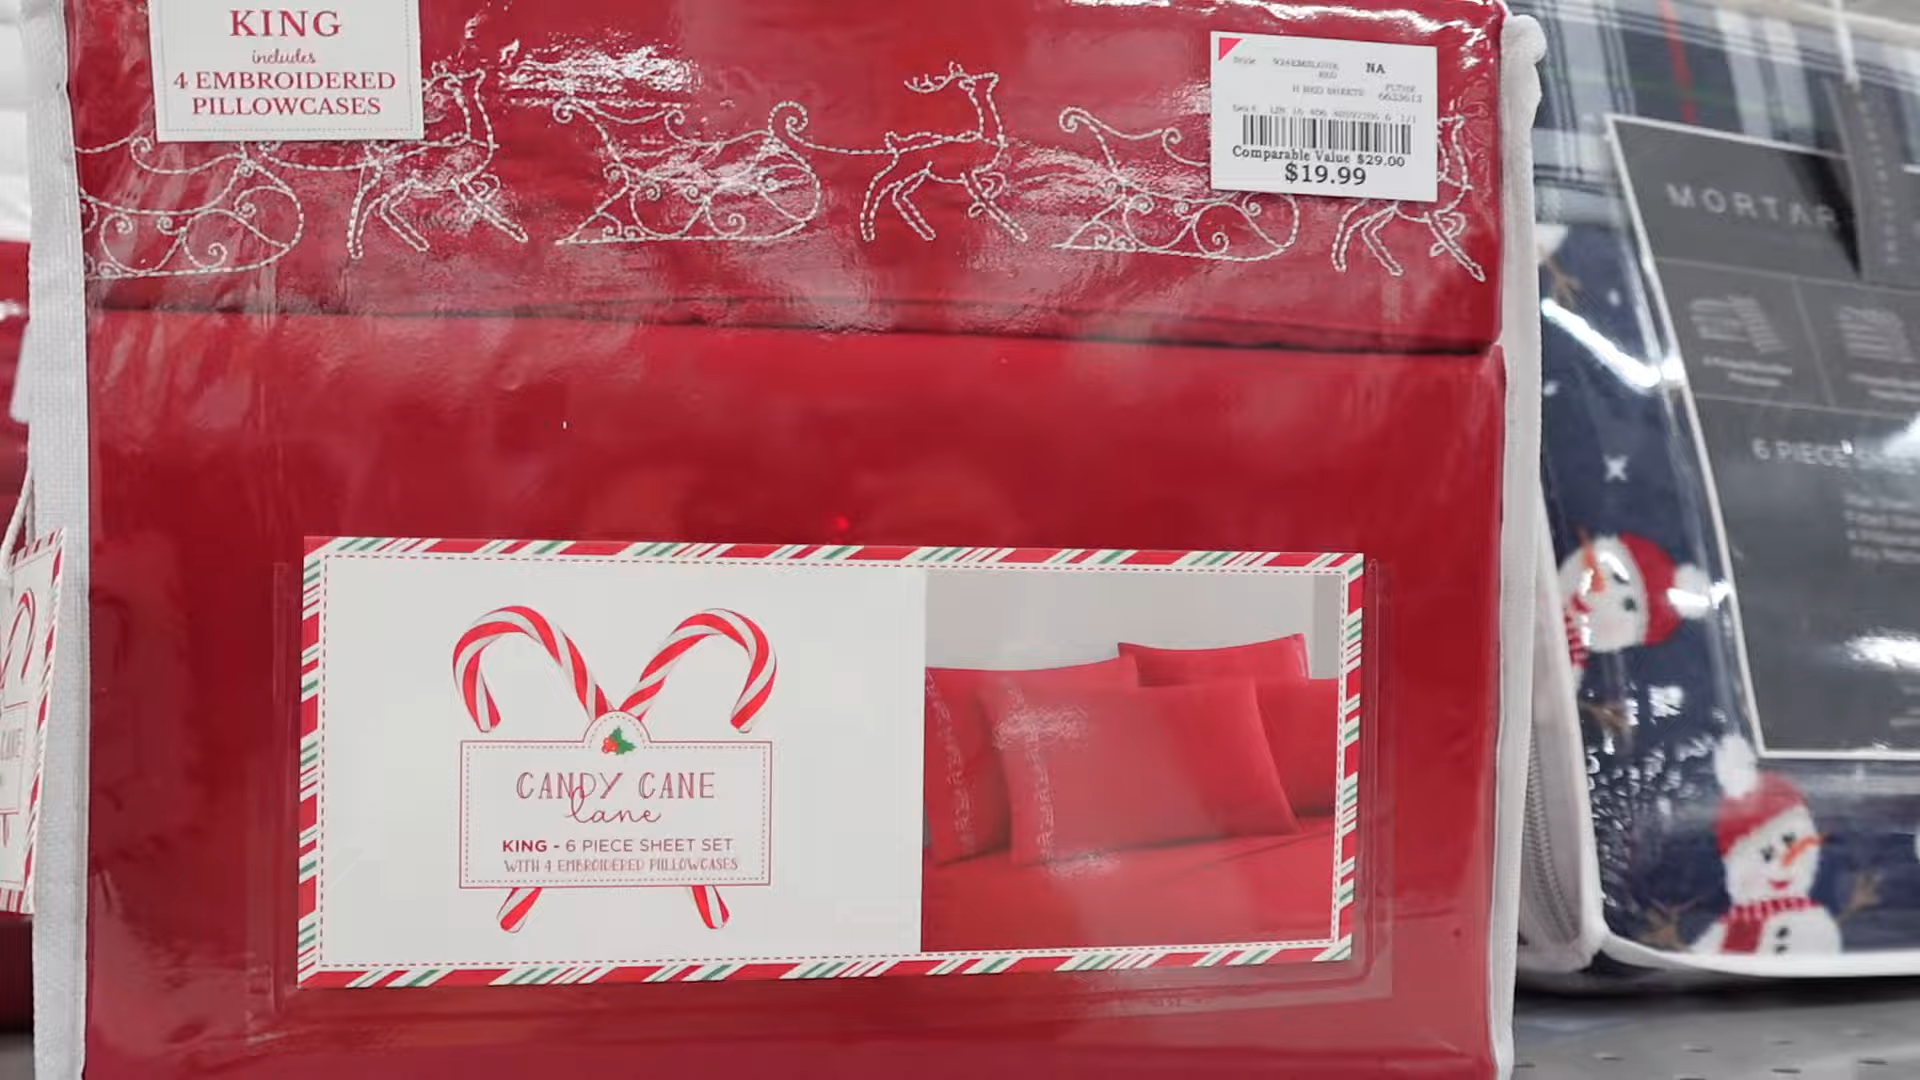 KING
includes
4 EMBROIDERED
PILLOWCASES
NA
Comparable Value $29.00
$19.99
CANDY CANE
lane
KING - 6 PIECE SHEET SET
WITH 4 EMBROIDERED PILLOWCASES
MORTAR
6 PIECE